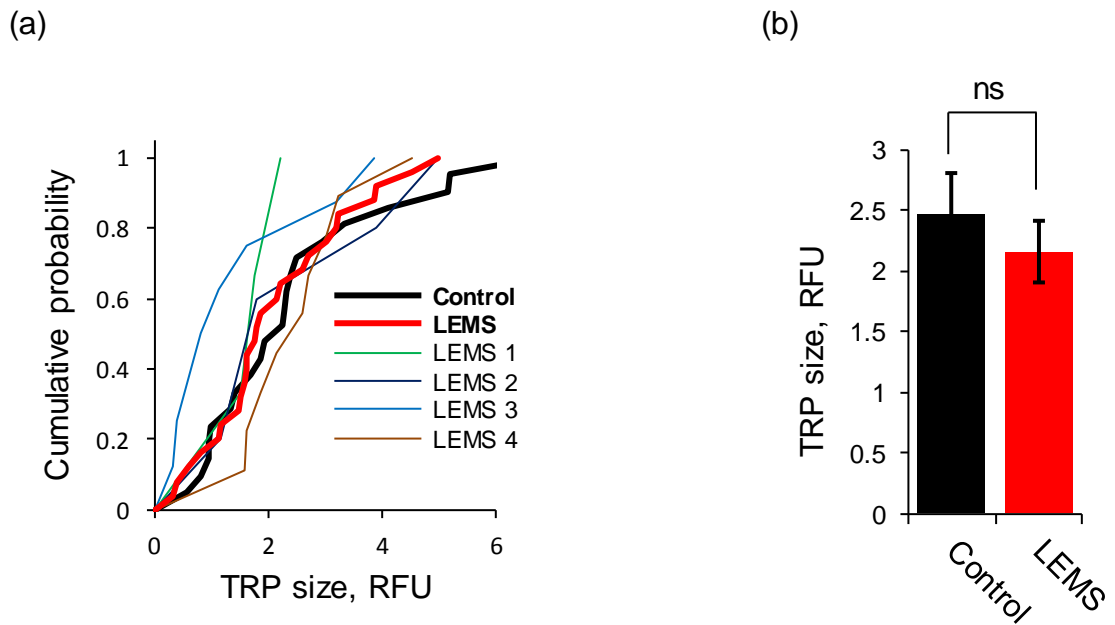 (a)
(b)
Cumulative probability
1
0.8
0.6
0.4
0.2
0
0
2
4
6
TRP size, RFU
Control
LEMS
LEMS 1
LEMS 2
LEMS 3
LEMS 4
ns
TRP size, RFU
3
2.5
2
1.5
1
0.5
0
Control
LEMS